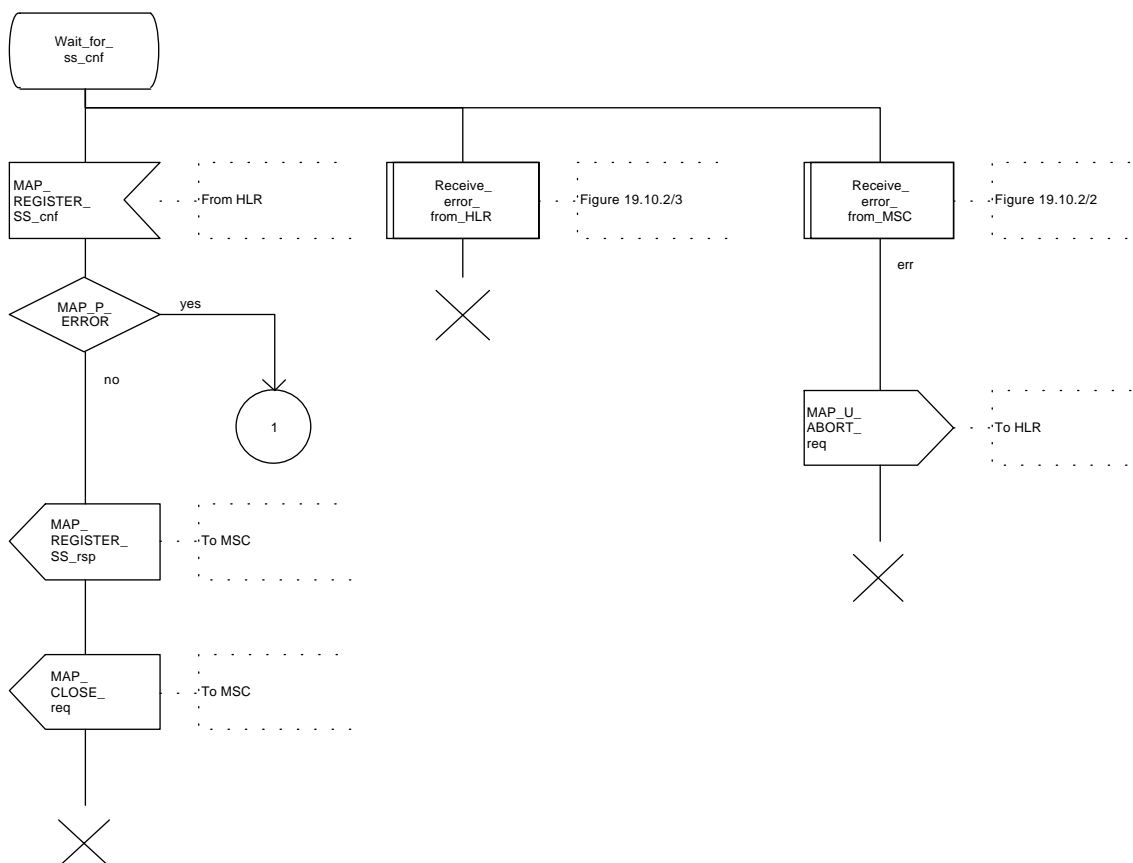 Wait_for_
ss_cnf
MAP_
REGISTER_
SS_cnf
From HLR
Receive_
error_
from_HLR
Figure 19.10.2/3
Receive_
error_
from_MSC
Figure 19.10.2/2
err
MAP_P_
ERROR
yes
no
1
MAP_U_
ABORT_
req
To HLR
MAP_
REGISTER_
SS_rsp
To MSC
MAP_
CLOSE_
req
To MSC